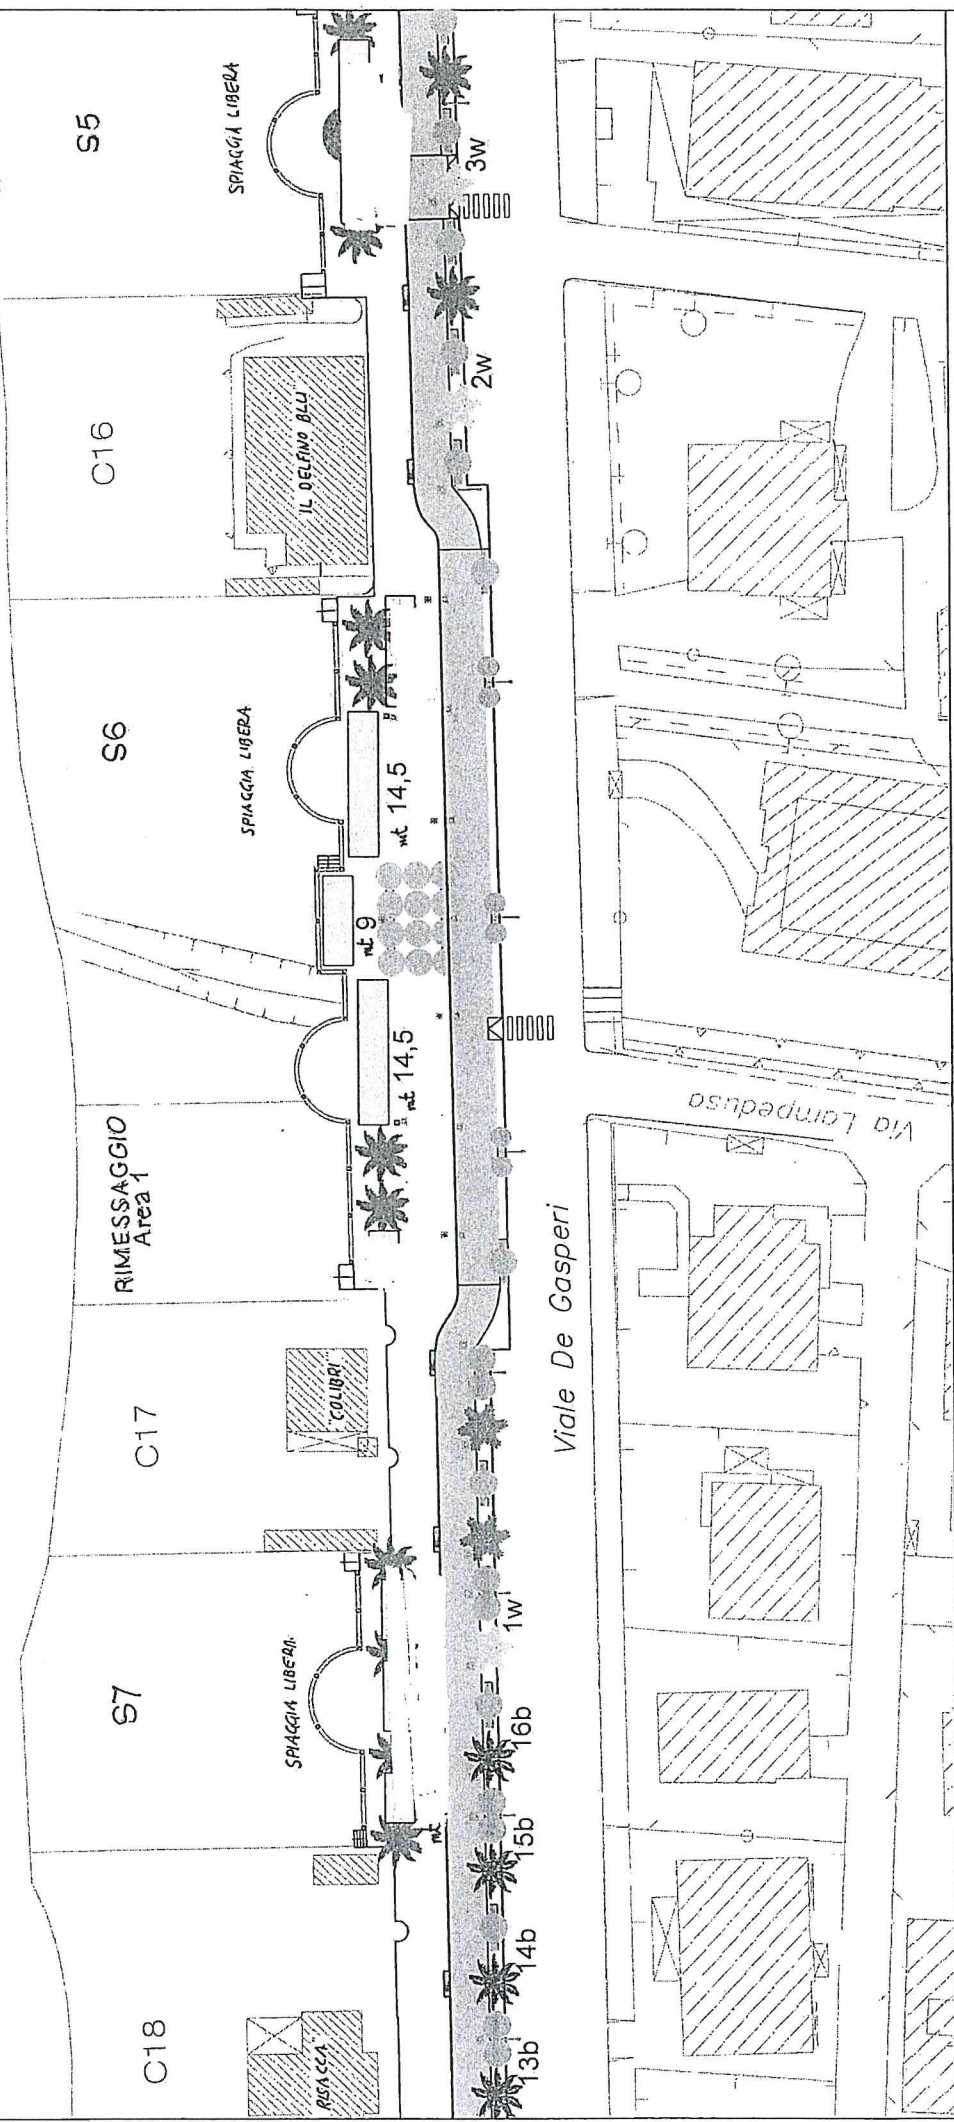 C18
S7
C17
RIMESSAGGIO
Area 1
S6
C16
S5
RISACCA
SPIAGGIA LIBERA
COLIBRI'
SPIAGGIA LIBERA
IL DELFINO BLU
SPIAGGIA LIBERA
mt
mt 14,5
mt 9
mt 14,5
13b
14b
15b
16b
1w
2w
3w
Viale De Gasperi
Via Lampedusa